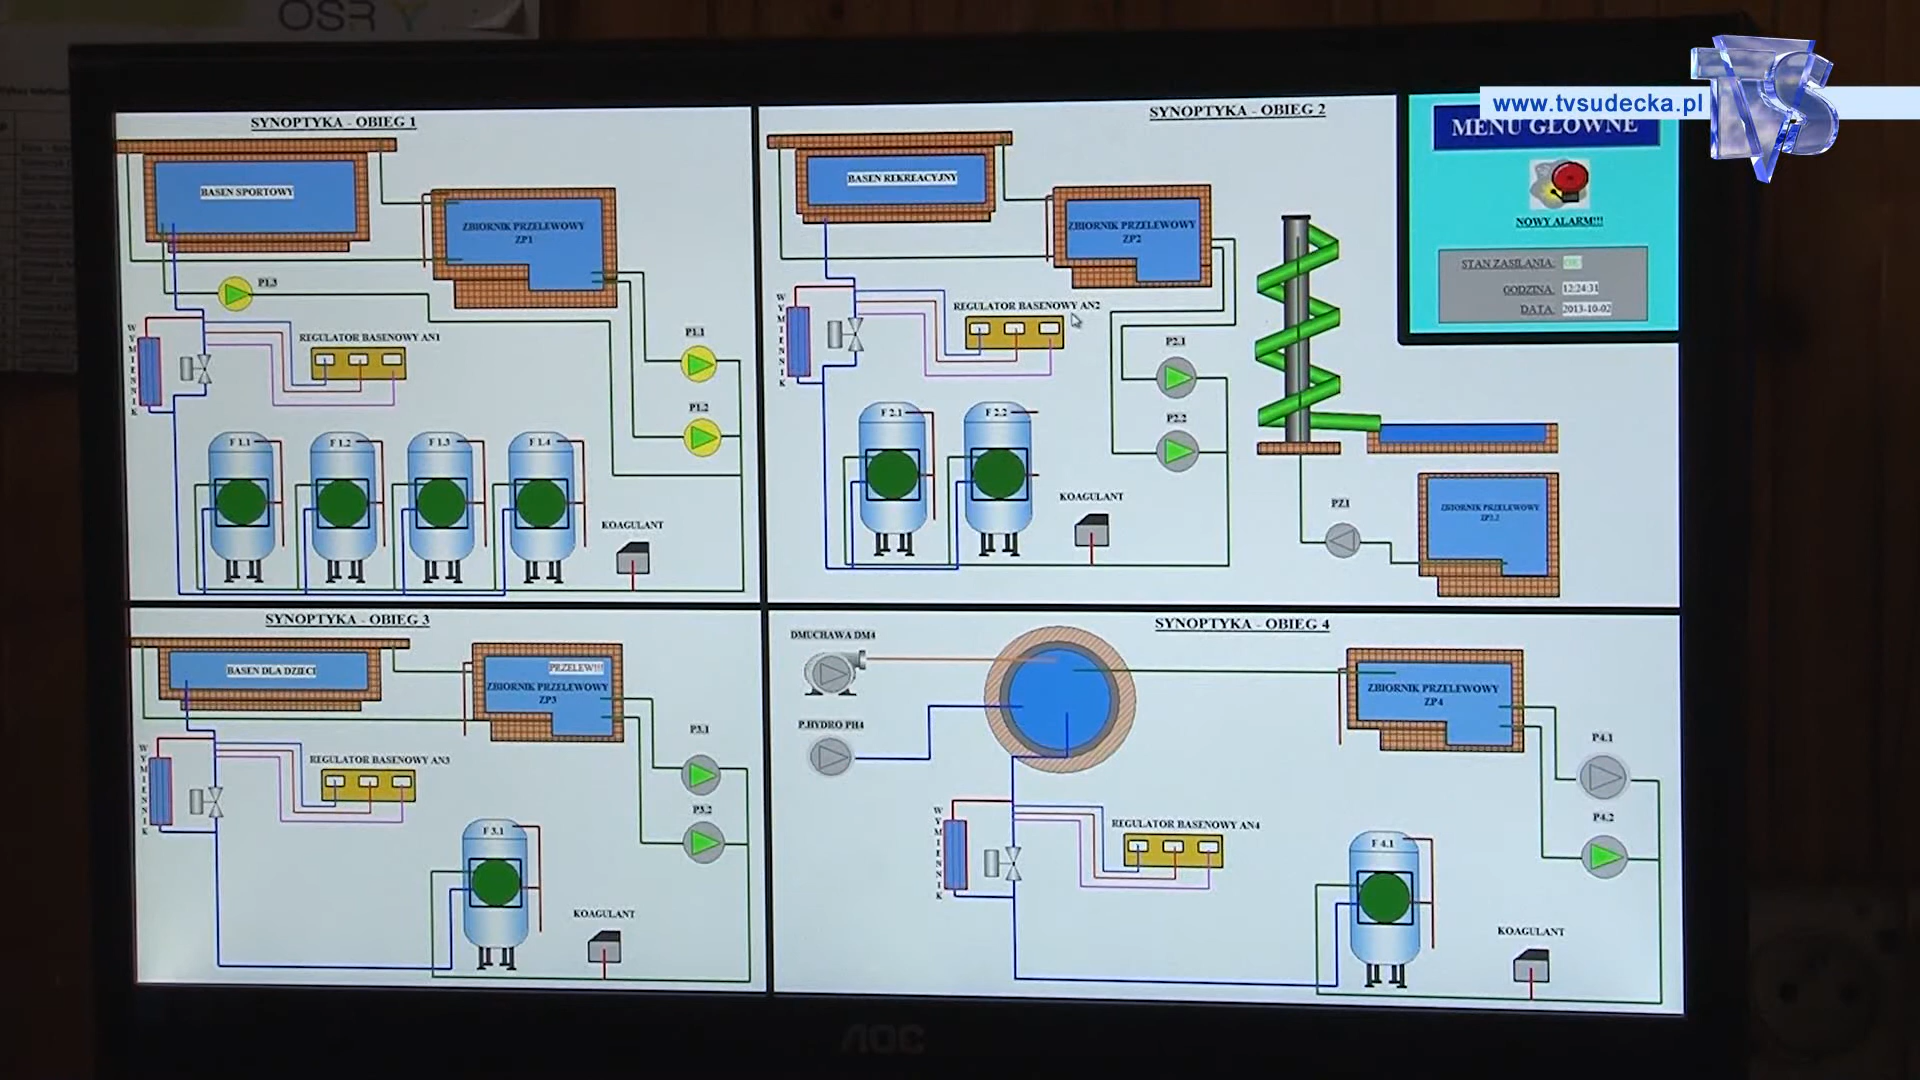 OSR
www.tvsudecka.pl
TVS
SYNOPTYKA - OBIEG 1
BASEN SPORTOWY
ZBIORNIK PRZELEWOWY
ZP1
P1.3
WYMIENNIK
REGULATOR BASENOWY AN1
P1.1
P1.2
F 1.1
F 1.2
F 1.3
F 1.4
KOAGULANT
SYNOPTYKA - OBIEG 2
BASEN REKREACYJNY
ZBIORNIK PRZELEWOWY
ZP2
WYMIENNIK
REGULATOR BASENOWY AN2
P2.1
P2.2
F 2.1
F 2.2
KOAGULANT
PZ1
ZBIORNIK PRZELEWOWY
ZP2.2
MENU GŁÓWNE
NOWY ALARM!!!
STAN ZASILANIA:
OK
GODZINA:
12:24:31
DATA:
2013-10-02
SYNOPTYKA - OBIEG 3
BASEN DLA DZIECI
PRZELEW!!!
ZBIORNIK PRZELEWOWY
ZP3
WYMIENNIK
REGULATOR BASENOWY AN3
P3.1
P3.2
F 3.1
KOAGULANT
SYNOPTYKA - OBIEG 4
DMUCHAWA DM4
P.HYDRO PH4
ZBIORNIK PRZELEWOWY
ZP4
P4.1
P4.2
WYMIENNIK
REGULATOR BASENOWY AN4
F 4.1
KOAGULANT
AOC